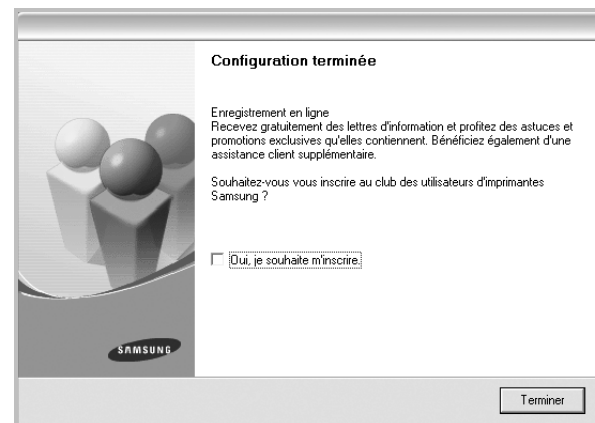 Configuration terminée
Enregistrement en ligne
Recevez gratuitement des lettres d'information et profitez des astuces et
promotions exclusives qu'elles contiennent. Bénéficiez également d'une
assistance client supplémentaire.
Souhaitez-vous vous inscrire au club des utilisateurs d'imprimantes
Samsung ?
Oui, je souhaite m'inscrire.
SAMSUNG
Terminer